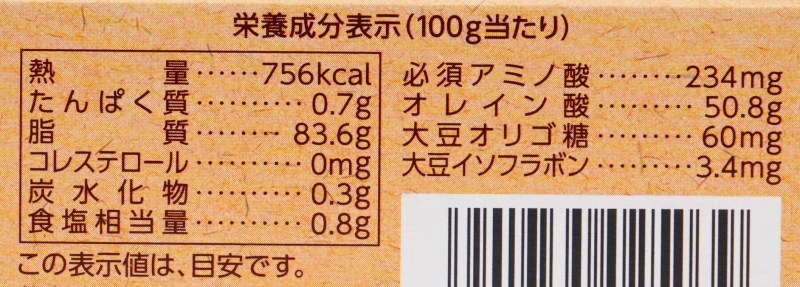 栄養成分表示(100g当たり)
熱量……756kcal
たんぱく質………0.7g
脂質………83.6g
コレステロール………0mg
炭水化物………0.3g
食塩相当量………0.8g
この表示値は、目安です。
必須アミノ酸………234mg
オレイン酸………50.8g
大豆オリゴ糖………60mg
大豆イソフラボン………3.4mg